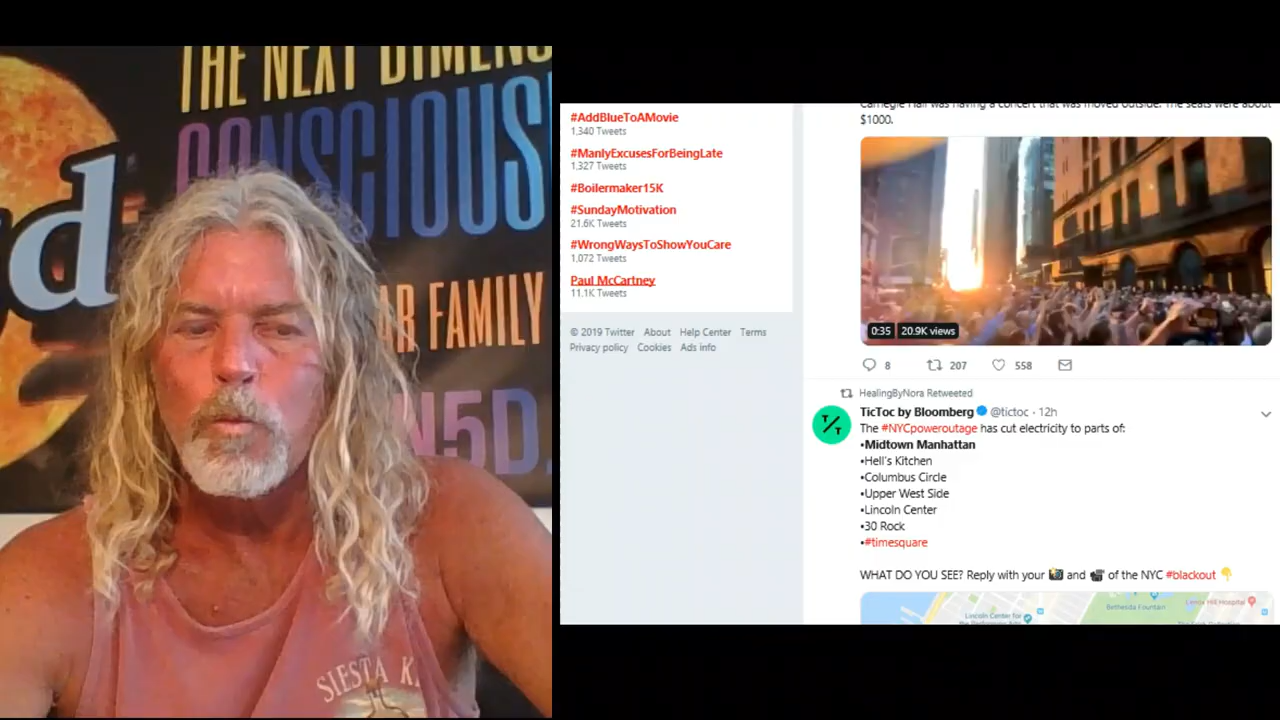 THE NEXT DIMENS
CONSCIOUS
d
AR FAMILY
N5D.
SIESTA K
Carnegie Hall was having a concert that was moved outside. The seats were about
$1000.
#AddBlueToAMovie
1,340 Tweets
#ManlyExcusesForBeingLate
1,327 Tweets
#Boilermaker15K
#SundayMotivation
21.6K Tweets
#WrongWaysToShowYouCare
1,072 Tweets
Paul McCartney
11.1K Tweets
© 2019 Twitter About Help Center Terms
Privacy policy Cookies Ads info
0:35 20.9K views
8 207 558
HealingByNora Retweeted
TicToc by Bloomberg @tictoc · 12h
The #NYCpoweroutage has cut electricity to parts of:
•Midtown Manhattan
•Hell's Kitchen
•Columbus Circle
•Upper West Side
•Lincoln Center
•30 Rock
•#timesquare
WHAT DO YOU SEE? Reply with your 📸 and 📹 of the NYC #blackout 👇
Lincoln Center for
Bethesda Fountain
Lenox Hill Hospital